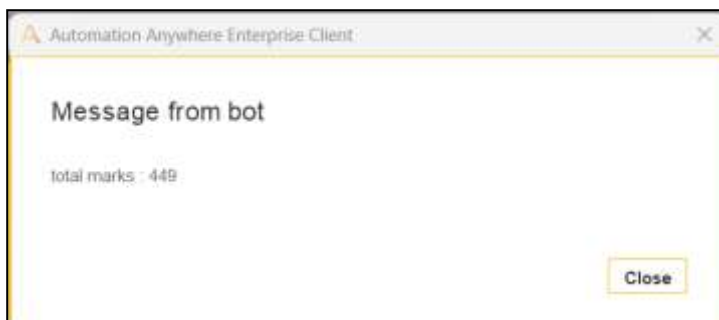 Automation Anywhere Enterprise Client
Message from bot
total marks : 449
Close